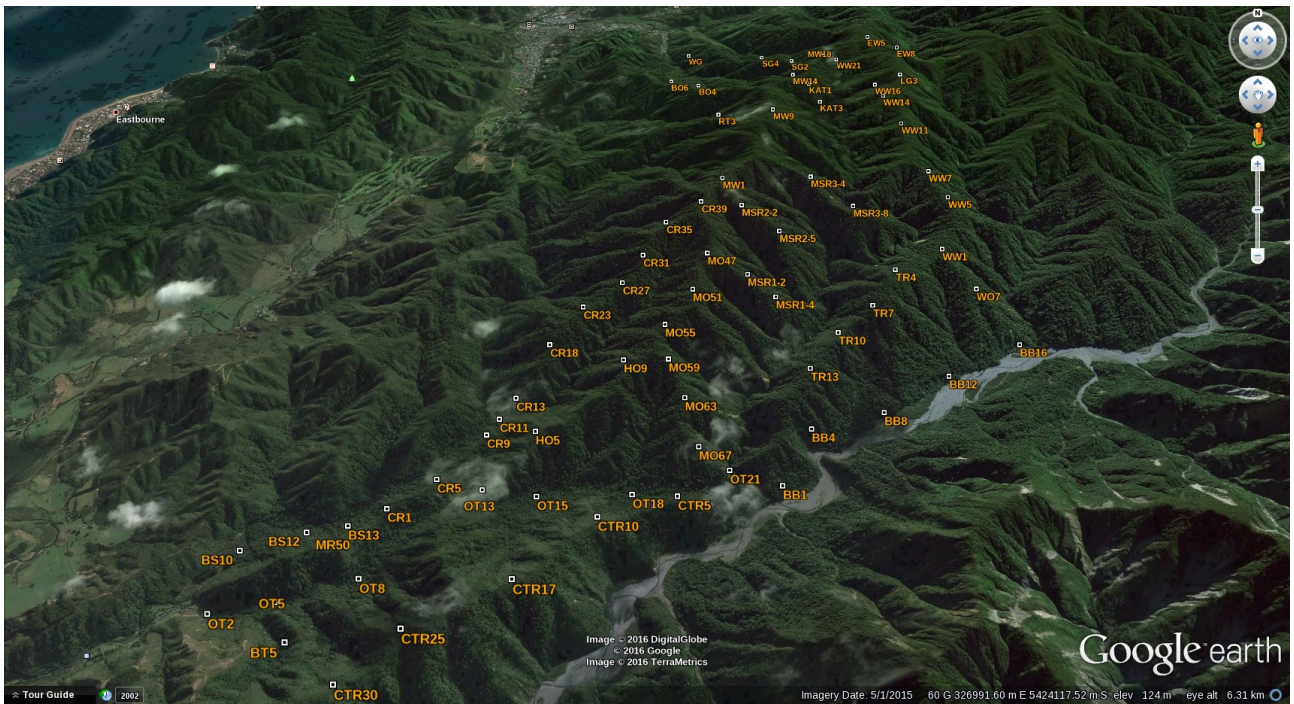 N
EW5
EW8
MW18
WG
SG4
SG2
WW21
MW14
LG3
BO6
BO4
KAT1
WW16
WW14
KAT3
Eastbourne
RT3
MW9
WW11
MW1
MSR3-4
WW7
CR39
MSR2-2
MSR3-8
WW5
CR35
MSR2-5
CR31
MO47
WW1
MSR1-2
TR4
CR27
MO51
WO7
MSR1-4
CR23
TR7
MO55
TR10
CR18
BB16
HO9
MO59
TR13
BB12
CR13
MO63
BB8
CR11
CR9
HO5
BB4
MO67
CR5
OT21
OT13
BB1
OT15
OT18
CTR5
CR1
CTR10
BS13
BS12
MR50
BS10
OT8
CTR17
OT5
OT2
CTR25
BT5
Image © 2016 DigitalGlobe
© 2016 Google
Image © 2016 TerraMetrics
Google earth
CTR30
Tour Guide
2002
Imagery Date: 5/1/2015 60 G 326991.60 m E 5424117.52 m S elev 124 m eye alt 6.31 km